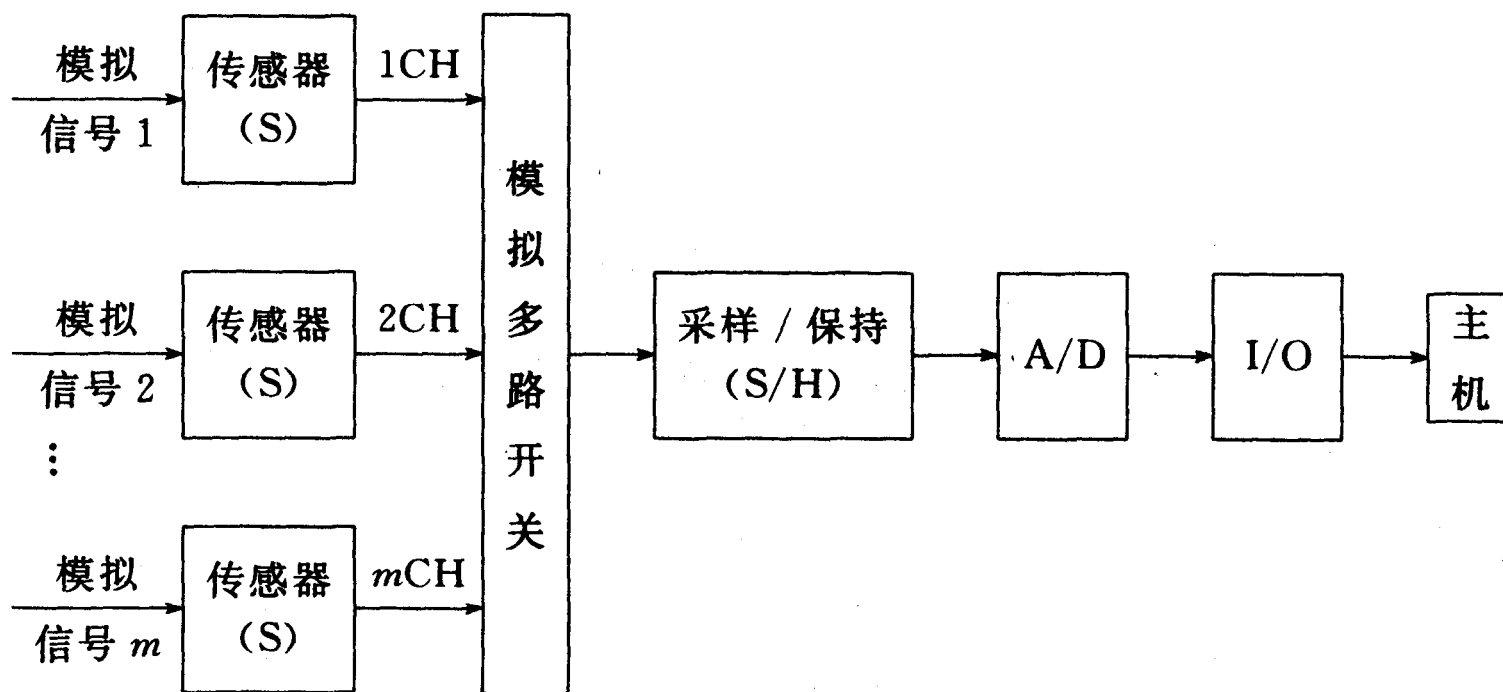 模拟
信号 1
传感器
(S)
1CH
模拟
信号 2
传感器
(S)
2CH
⋮
模拟
信号 m
传感器
(S)
mCH
模拟多路开关
采样 / 保持
(S/H)
A/D
I/O
主机